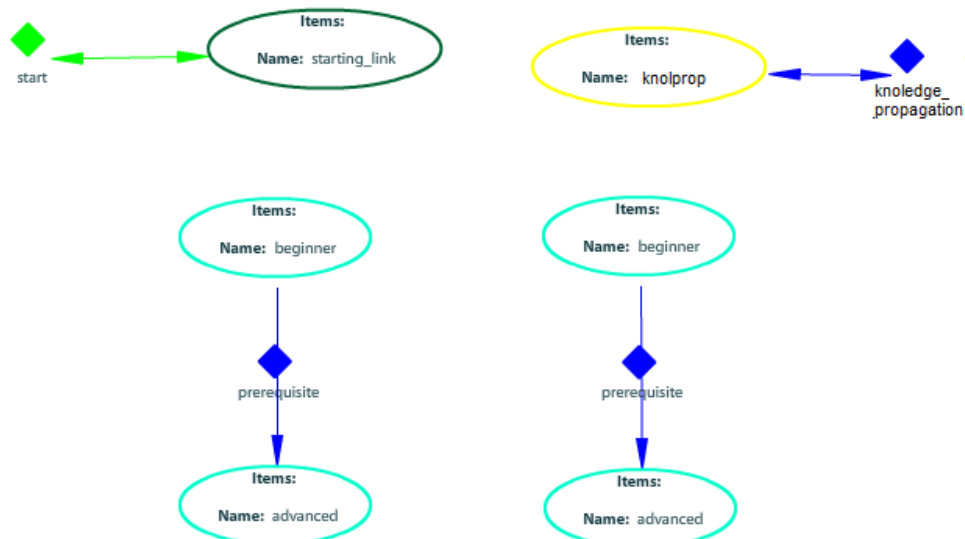 Items:
Name: starting_link
start
Items:
Name: knolprop
knoledge_
propagation
Items:
Name: beginner
prerequisite
Items:
Name: advanced
Items:
Name: beginner
prerequisite
Items:
Name: advanced